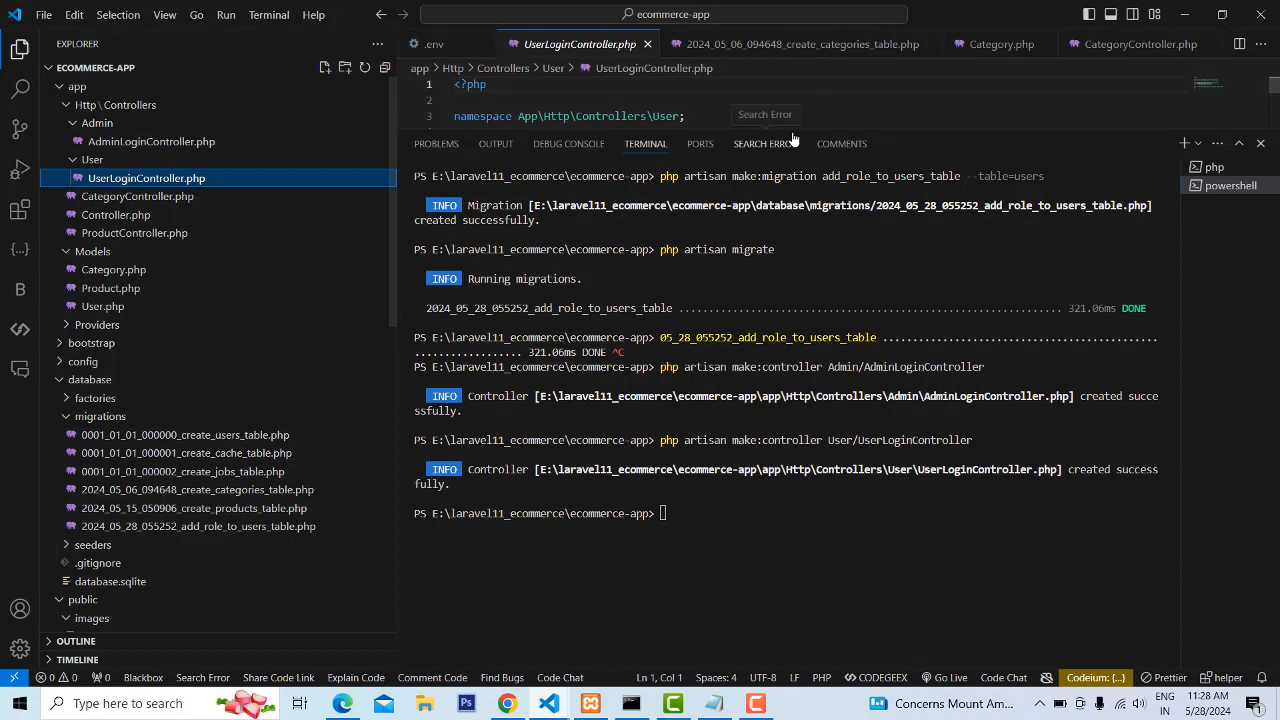 File Edit Selection View Go Run Terminal Help
ecommerce-app
EXPLORER
.env
UserLoginController.php
2024_05_06_094648_create_categories_table.php
Category.php
CategoryController.php
ECOMMERCE-APP
app > Http > Controllers > User > UserLoginController.php
app
Http \ Controllers
Admin
AdminLoginController.php
User
UserLoginController.php
CategoryController.php
Controller.php
ProductController.php
Models
Category.php
Product.php
User.php
Providers
bootstrap
config
database
factories
migrations
0001_01_01_000000_create_users_table.php
0001_01_01_000001_create_cache_table.php
0001_01_01_000002_create_jobs_table.php
2024_05_06_094648_create_categories_table.php
2024_05_15_050906_create_products_table.php
2024_05_28_055252_add_role_to_users_table.php
seeders
.gitignore
database.sqlite
public
images
OUTLINE
TIMELINE
1 <?php
2
3 namespace App\Http\Controllers\User;
Search Error
PROBLEMS OUTPUT DEBUG CONSOLE TERMINAL PORTS SEARCH ERRO COMMENTS
PS E:\laravel11_ecommerce\ecommerce-app> php artisan make:migration add_role_to_users_table --table=users
INFO Migration [E:\laravel11_ecommerce\ecommerce-app\database\migrations/2024_05_28_055252_add_role_to_users_table.php]
created successfully.
PS E:\laravel11_ecommerce\ecommerce-app> php artisan migrate
INFO Running migrations.
2024_05_28_055252_add_role_to_users_table ................................................................ 321.06ms DONE
PS E:\laravel11_ecommerce\ecommerce-app> 05_28_055252_add_role_to_users_table ..............................................
.................. 321.06ms DONE ^C
PS E:\laravel11_ecommerce\ecommerce-app> php artisan make:controller Admin/AdminLoginController
INFO Controller [E:\laravel11_ecommerce\ecommerce-app\app\Http\Controllers\Admin\AdminLoginController.php] created succe
ssfully.
PS E:\laravel11_ecommerce\ecommerce-app> php artisan make:controller User/UserLoginController
INFO Controller [E:\laravel11_ecommerce\ecommerce-app\app\Http\Controllers\User\UserLoginController.php] created success
fully.
PS E:\laravel11_ecommerce\ecommerce-app>
php
powershell
0 0 0 Blackbox Search Error Share Code Link Explain Code Comment Code Find Bugs Code Chat Ln 1, Col 1 Spaces: 4 UTF-8 LF PHP CODEGEEX Go Live Code Chat Codeium: {...} Prettier helper
Type here to search
Concerns Mount Am...
ENG
IN
11:28 AM
5/28/2024
1